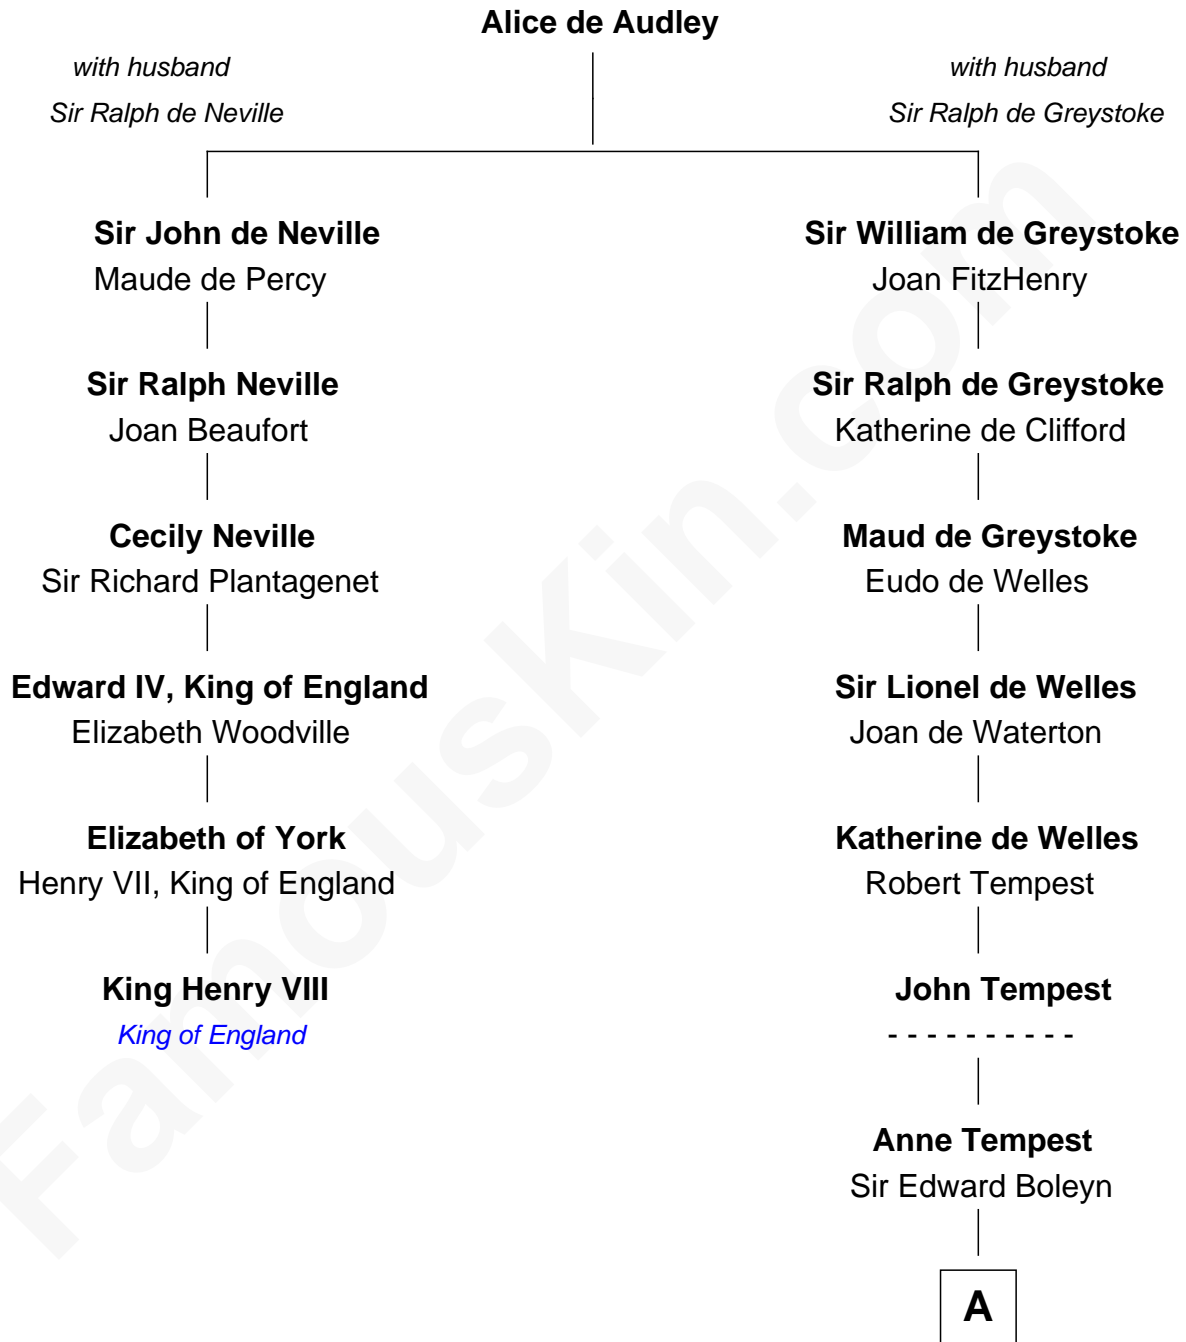 Alice de Audley
with husband
Sir Ralph de Neville
with husband
Sir Ralph de Greystoke
Sir John de Neville
Maude de Percy
Sir William de Greystoke
Joan FitzHenry
Sir Ralph Neville
Joan Beaufort
Sir Ralph de Greystoke
Katherine de Clifford
Cecily Neville
Sir Richard Plantagenet
Maud de Greystoke
Eudo de Welles
Edward IV, King of England
Elizabeth Woodville
Sir Lionel de Welles
Joan de Waterton
Elizabeth of York
Henry VII, King of England
Katherine de Welles
Robert Tempest
King Henry VIII
King of England
John Tempest
- - - - - - - - - -
Anne Tempest
Sir Edward Boleyn
A
FamousKin.com